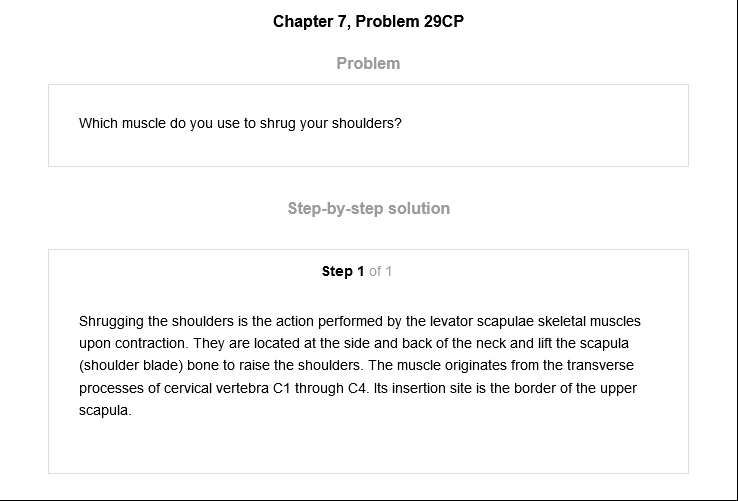 Chapter 7, Problem 29CP
Problem
Which muscle do you use to shrug your shoulders?
Step-by-step solution
Step 1 of 1
Shrugging the shoulders is the action performed by the levator scapulae skeletal muscles
upon contraction. They are located at the side and back of the neck and lift the scapula
(shoulder blade) bone to raise the shoulders. The muscle originates from the transverse
processes of cervical vertebra C1 through C4. Its insertion site is the border of the upper
scapula.